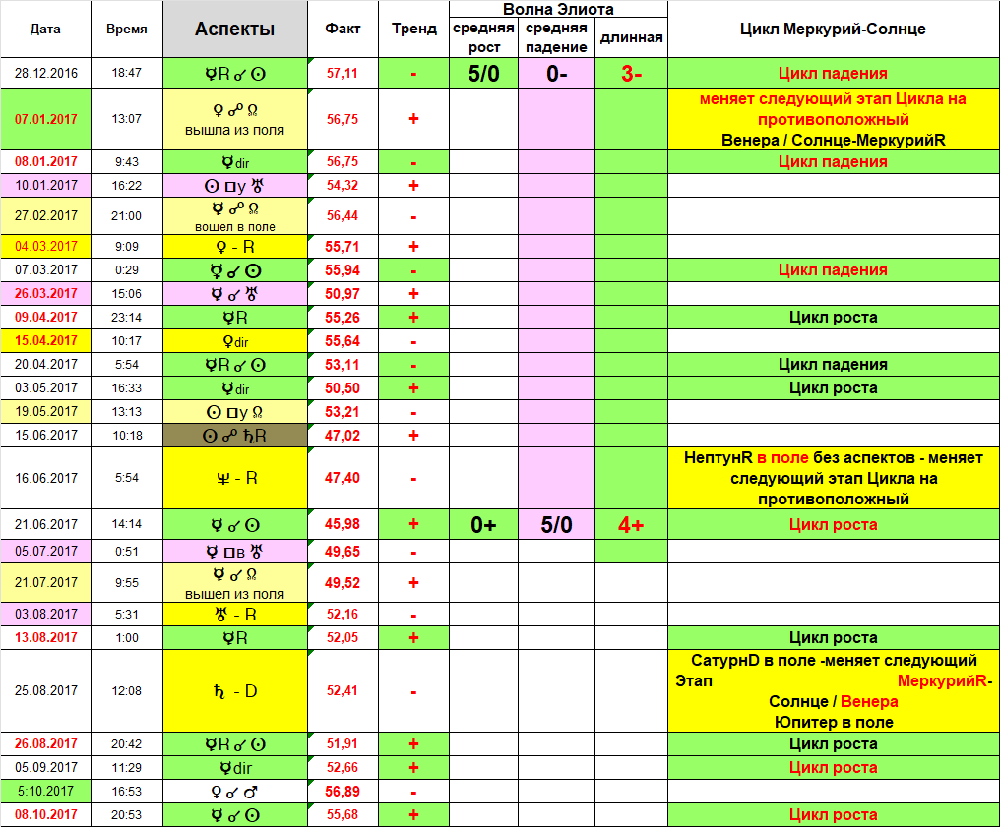 Дата Время Аспекты Факт Тренд Волна Элиота Цикл Меркурий-Солнце
средняя рост средняя падение длинная
28.12.2016 18:47 ☿R ☌ ☉ 57,11 - 5/0 0- 3- Цикл падения
07.01.2017 13:07 ♀ ☍ ☊ вышла из поля 56,75 + меняет следующий этап Цикла на
противоположный
Венера / Солнце-МеркурийR
08.01.2017 9:43 ☿dir 56,75 - Цикл падения
10.01.2017 16:22 ☉ □у ♅ 54,32 +
27.02.2017 21:00 ☿ ☍ ☊ вошел в поле 56,44 -
04.03.2017 9:09 ♀ - R 55,71 +
07.03.2017 0:29 ☿ ☌ ☉ 55,94 - Цикл падения
26.03.2017 15:06 ☿ ☌ ♅ 50,97 +
09.04.2017 23:14 ☿R 55,26 + Цикл роста
15.04.2017 10:17 ♀dir 55,64 -
20.04.2017 5:54 ☿R ☌ ☉ 53,11 - Цикл падения
03.05.2017 16:33 ☿dir 50,50 + Цикл роста
19.05.2017 13:13 ☉ □у ☊ 53,21 -
15.06.2017 10:18 ☉ ☍ ♄R 47,02 +
16.06.2017 5:54 ♆ - R 47,40 - НептунR в поле без аспектов - меняет
следующий этап Цикла на
противоположный
21.06.2017 14:14 ☿ ☌ ☉ 45,98 + 0+ 5/0 4+ Цикл роста
05.07.2017 0:51 ☿ □в ♅ 49,65 -
21.07.2017 9:55 ☿ ☌ ☊ вышел из поля 49,52 +
03.08.2017 5:31 ♅ - R 52,16 -
13.08.2017 1:00 ☿R 52,05 + Цикл роста
25.08.2017 12:08 ♄ - D 52,41 - СатурнD в поле -меняет следующий
Этап МеркурийR-
Солнце / Венера
Юпитер в поле
26.08.2017 20:42 ☿R ☌ ☉ 51,91 + Цикл роста
05.09.2017 11:29 ☿dir 52,66 + Цикл роста
5:10.2017 16:53 ♀ ☌ ♂ 56,89 -
08.10.2017 20:53 ☿ ☌ ☉ 55,68 + Цикл роста